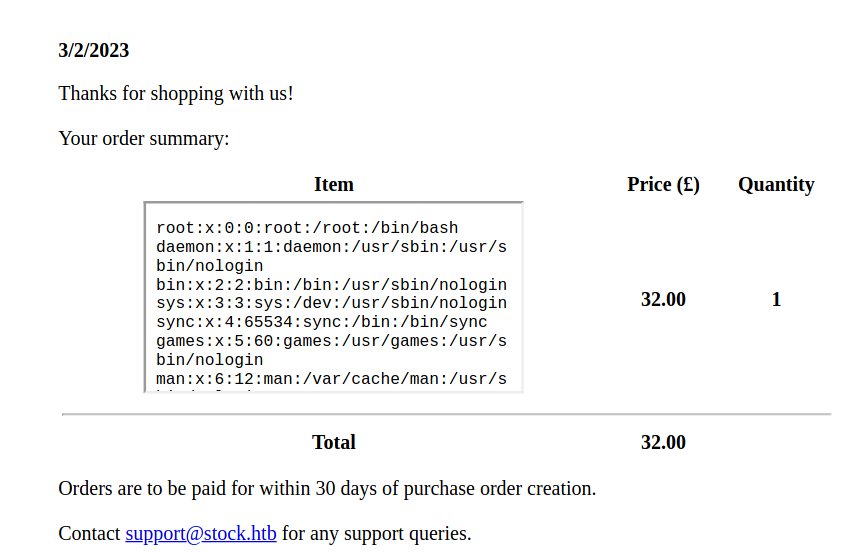 3/2/2023
Thanks for shopping with us!
Your order summary:
Item Price (£) Quantity
root:x:0:0:root:/root:/bin/bash
daemon:x:1:1:daemon:/usr/sbin:/usr/s
bin/nologin
bin:x:2:2:bin:/bin:/usr/sbin/nologin
sys:x:3:3:sys:/dev:/usr/sbin/nologin
sync:x:4:65534:sync:/bin:/bin/sync
games:x:5:60:games:/usr/games:/usr/s
bin/nologin
man:x:6:12:man:/var/cache/man:/usr/s
32.00 1
Total 32.00
Orders are to be paid for within 30 days of purchase order creation.
Contact support@stock.htb for any support queries.